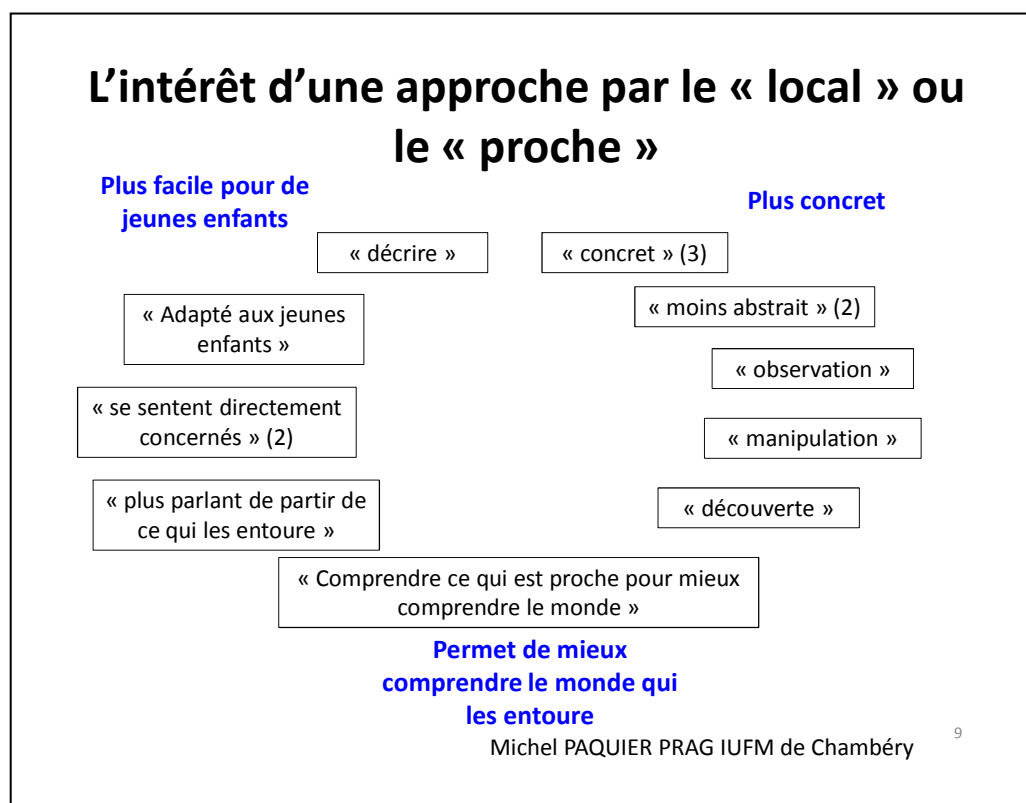 L’intérêt d’une approche par le « local » ou
le « proche »
Plus facile pour de
jeunes enfants
Plus concret
« décrire »
« concret » (3)
« Adapté aux jeunes
enfants »
« moins abstrait » (2)
« observation »
« se sentent directement
concernés » (2)
« manipulation »
« plus parlant de partir de
ce qui les entoure »
« découverte »
« Comprendre ce qui est proche pour mieux
comprendre le monde »
Permet de mieux
comprendre le monde qui
les entoure
Michel PAQUIER PRAG IUFM de Chambéry
9